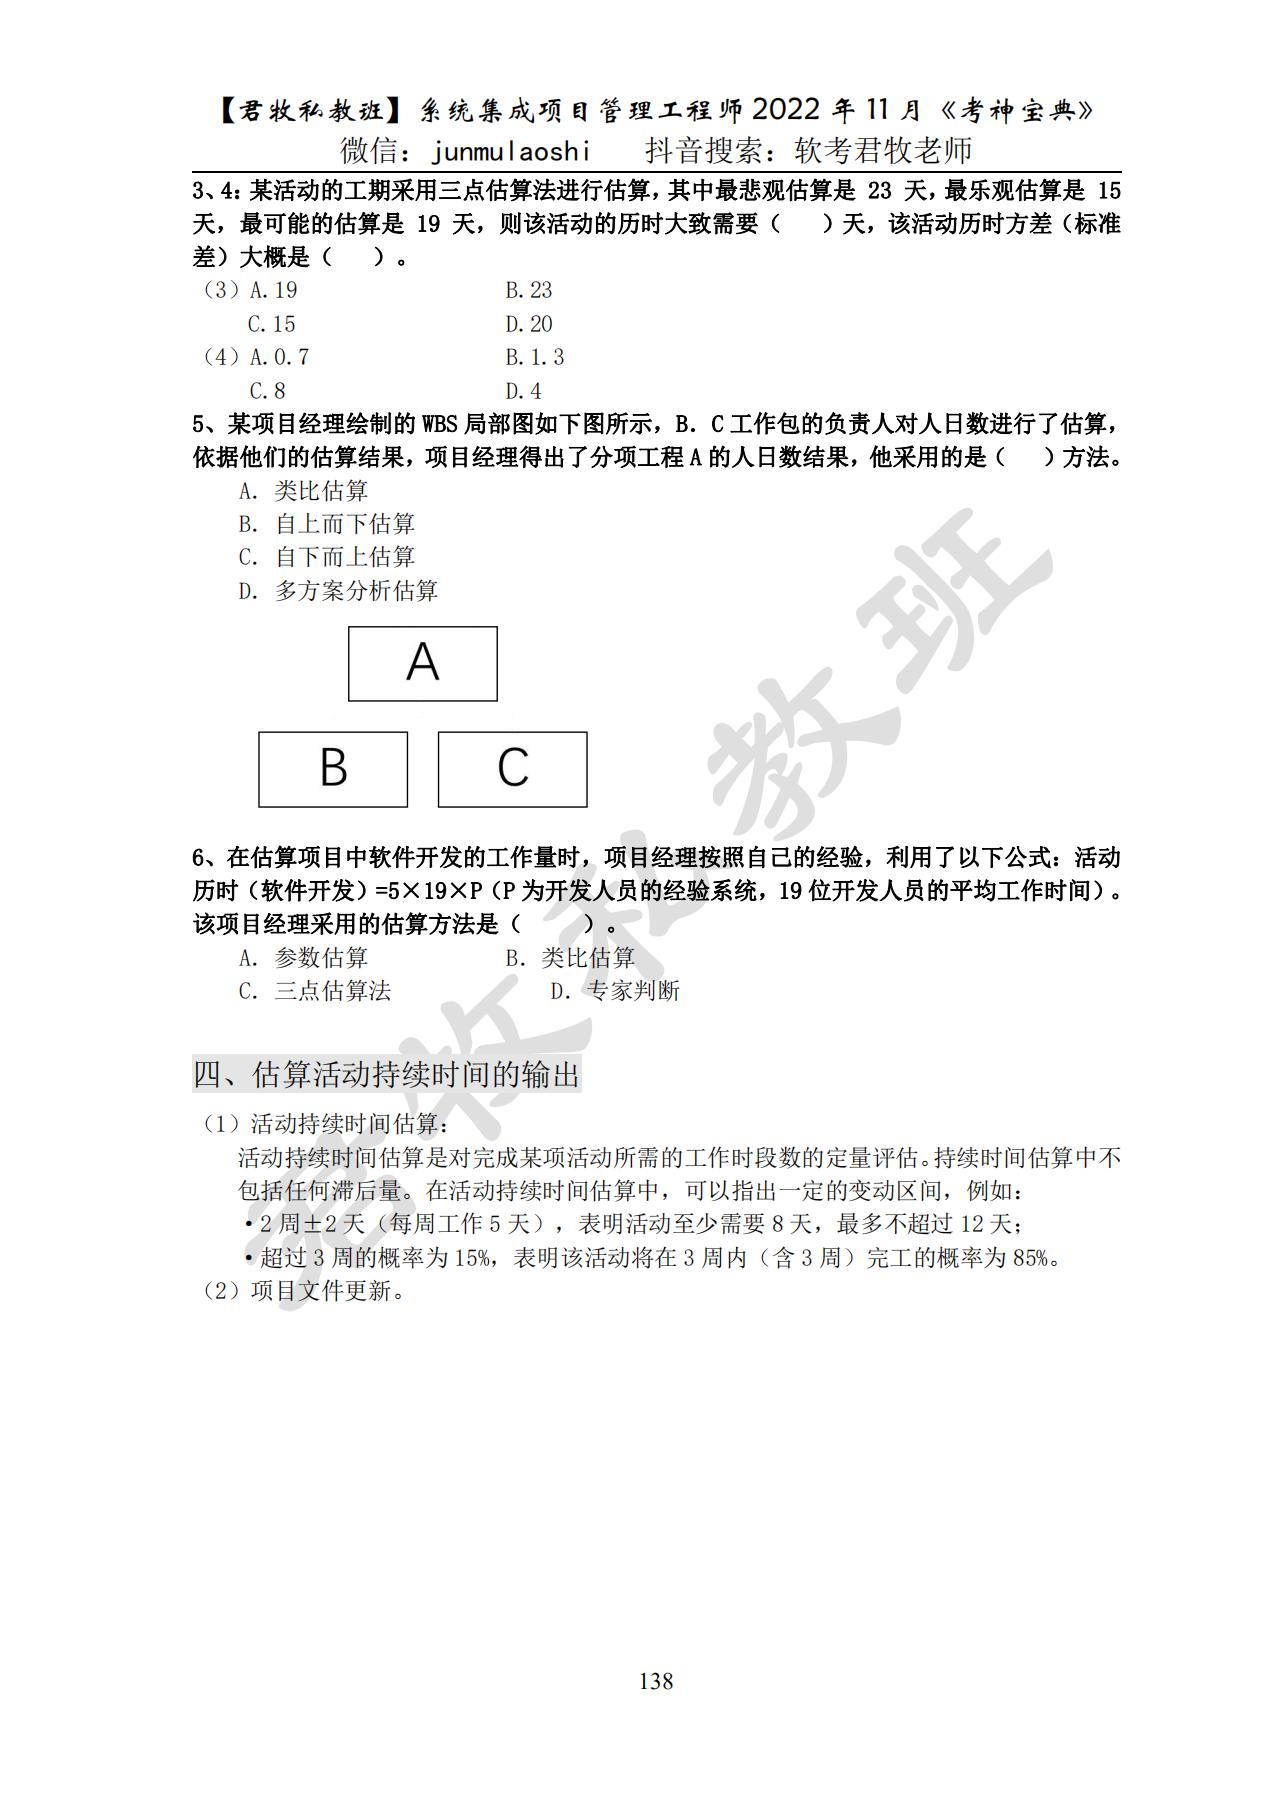 【君牧私教班】系统集成项目管理工程师2022年11月《考神宝典》
微信：junmulaoshi 抖音搜索：软考君牧老师
3、4：某活动的工期采用三点估算法进行估算，其中最悲观估算是 23 天，最乐观估算是 15
天，最可能的估算是 19 天，则该活动的历时大致需要（ ）天，该活动历时方差（标准
差）大概是（ ）。
（3）A.19 B.23
C.15 D.20
（4）A.0.7 B.1.3
C.8 D.4
5、某项目经理绘制的 WBS 局部图如下图所示，B．C 工作包的负责人对人日数进行了估算，
依据他们的估算结果，项目经理得出了分项工程 A 的人日数结果，他采用的是（ ）方法。
A．类比估算
B．自上而下估算
C．自下而上估算
D．多方案分析估算
A
B C
6、在估算项目中软件开发的工作量时，项目经理按照自己的经验，利用了以下公式：活动
历时（软件开发）=5×19×P（P 为开发人员的经验系统，19 位开发人员的平均工作时间）。
该项目经理采用的估算方法是（ ）。
A．参数估算 B．类比估算
C．三点估算法 D．专家判断
四、估算活动持续时间的输出
（1）活动持续时间估算：
活动持续时间估算是对完成某项活动所需的工作时段数的定量评估。持续时间估算中不
包括任何滞后量。在活动持续时间估算中，可以指出一定的变动区间，例如：
•2 周±2 天（每周工作 5 天），表明活动至少需要 8 天，最多不超过 12 天；
•超过 3 周的概率为 15%，表明该活动将在 3 周内（含 3 周）完工的概率为 85%。
（2）项目文件更新。
君牧私教班
138